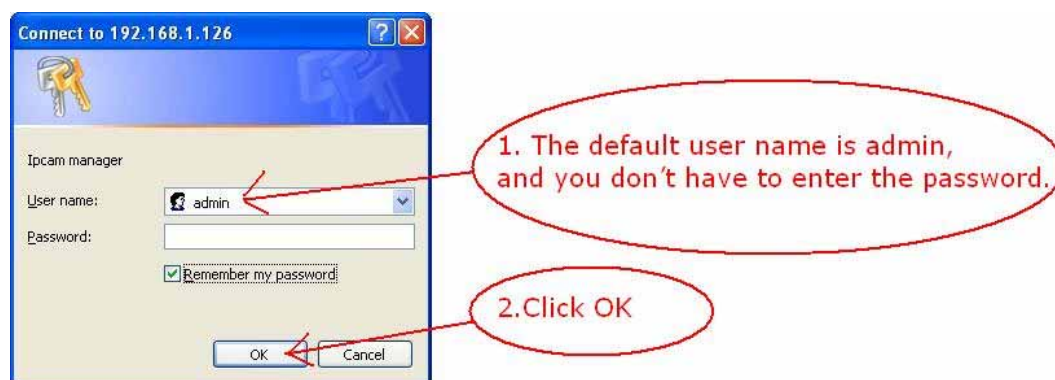 Connect to 192.168.1.126
Ipcam manager
User name:
admin
Password:
Remember my password
OK
Cancel
1. The default user name is admin,
and you don't have to enter the password.
2.Click OK